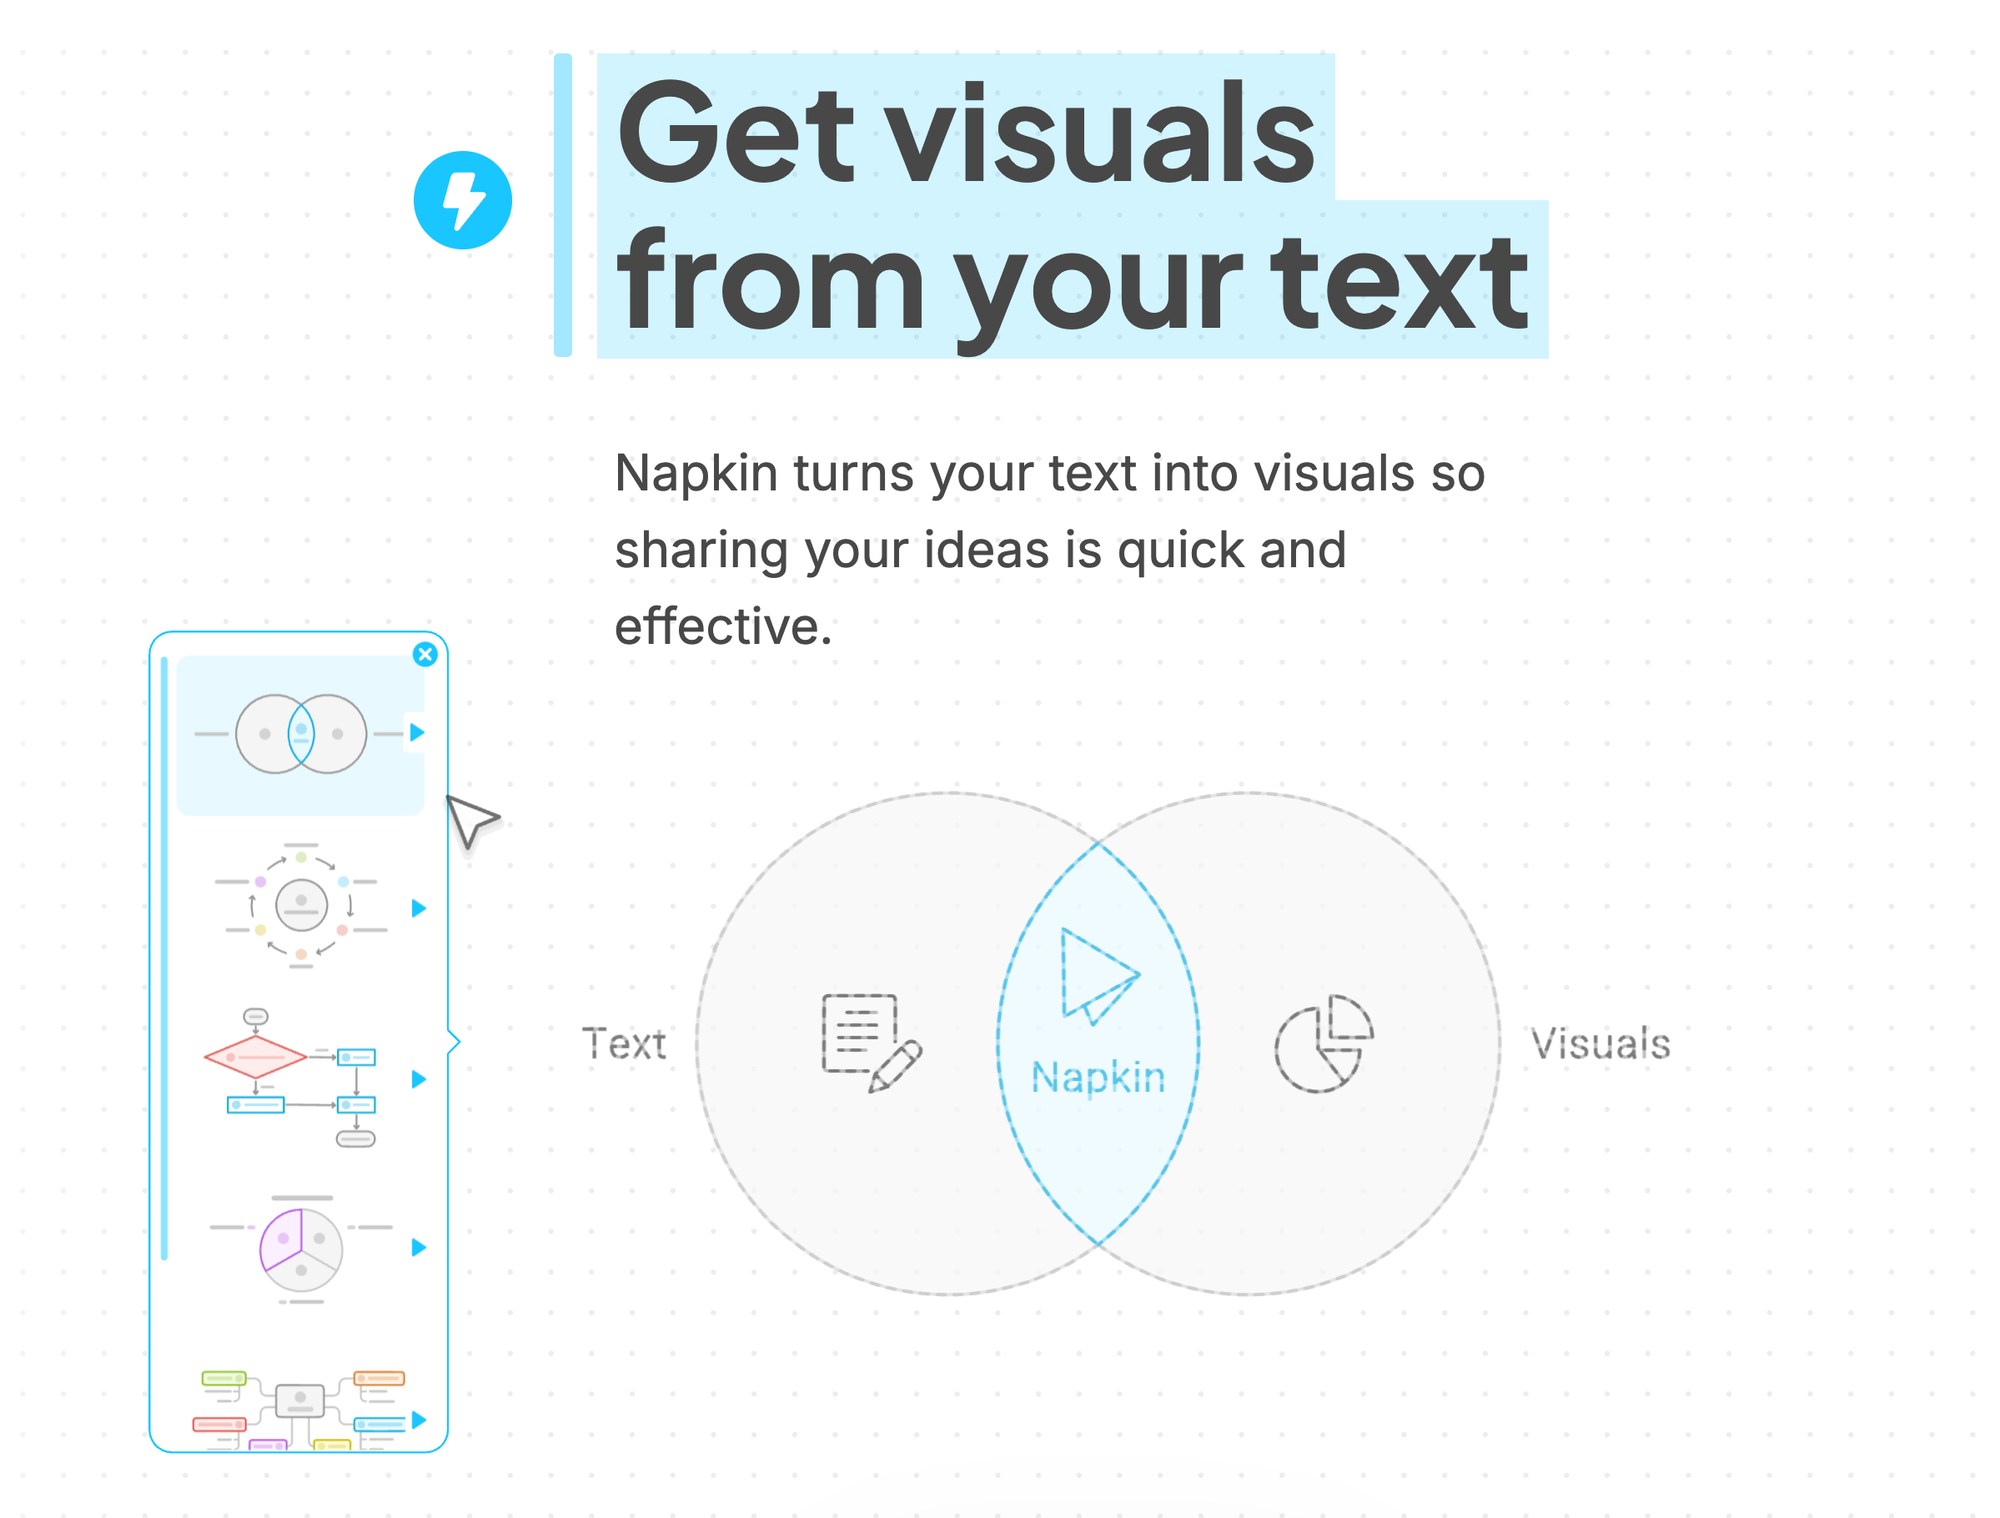 Get visuals
from your text
Napkin turns your text into visuals so
sharing your ideas is quick and
effective.
Text
Napkin
Visuals